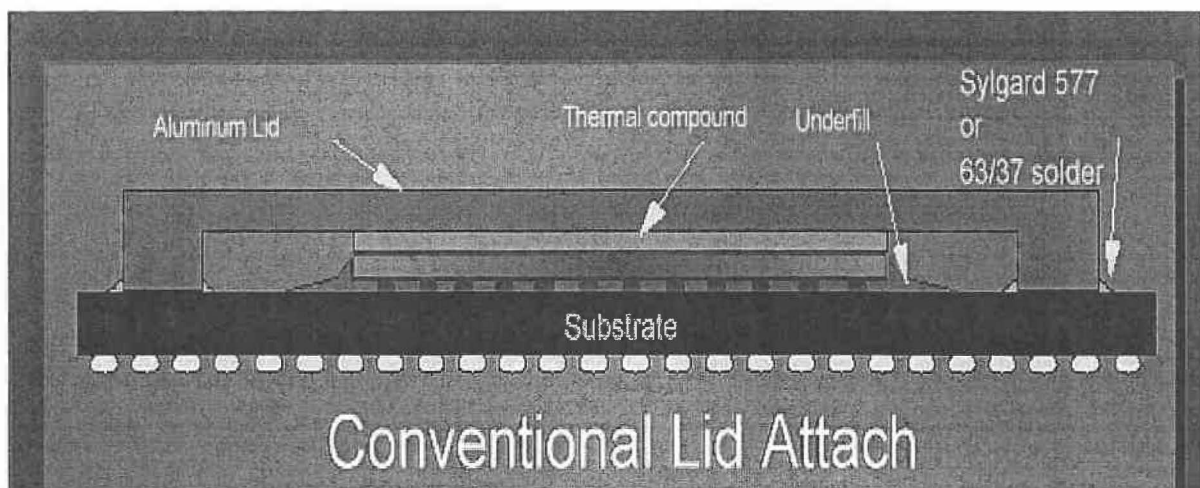 Sylgard 577
or
63/37 solder
Aluminum Lid
Thermal compound
Underfill
Substrate
Conventional Lid Attach